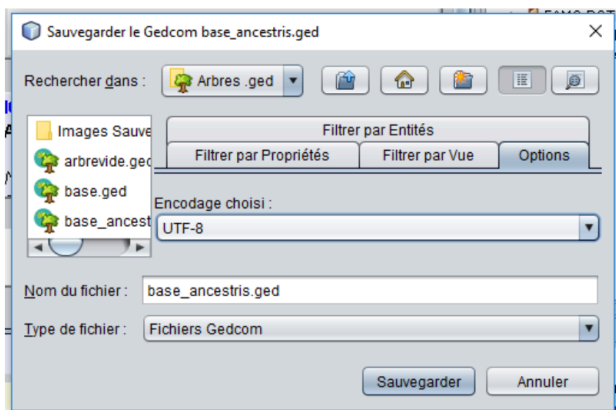 Sauvegarder le Gedcom base_ancestris.ged
Rechercher dans :
Arbres .ged
Images Sauve
arbrevide.ged
base.ged
base_ancest
Filtrer par Entités
Filtrer par Propriétés
Filtrer par Vue
Options
Encodage choisi :
UTF-8
Nom du fichier :
base_ancestris.ged
Type de fichier :
Fichiers Gedcom
Sauvegarder
Annuler